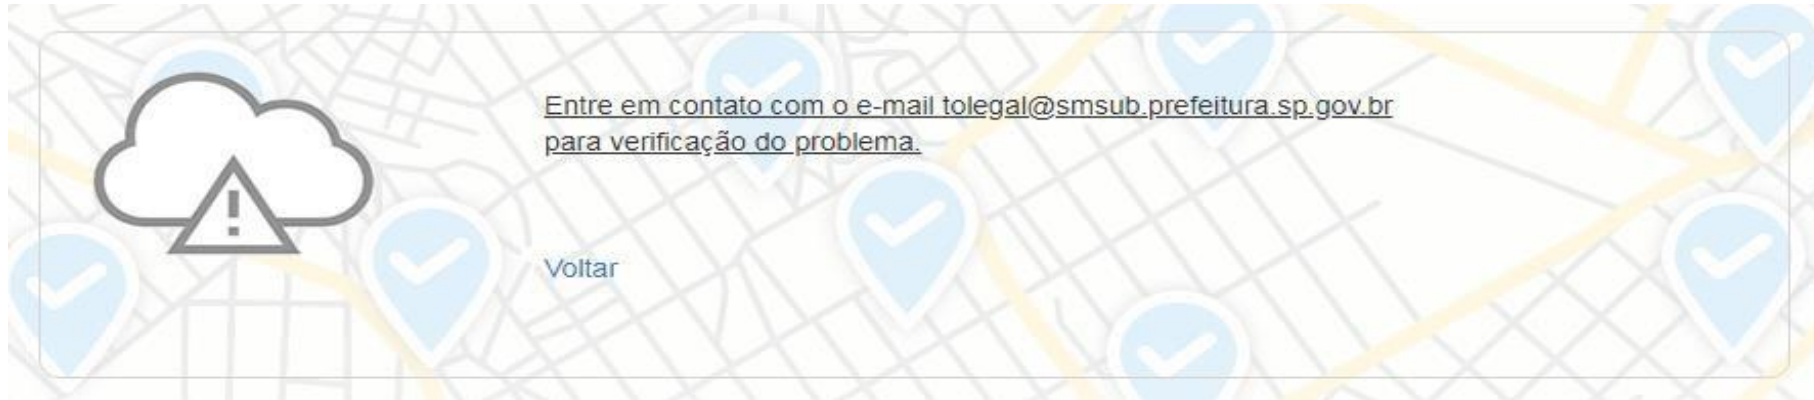 Entre em contato com o e-mail tolegal@smsub.prefeitura.sp.gov.br
para verificação do problema.
Voltar